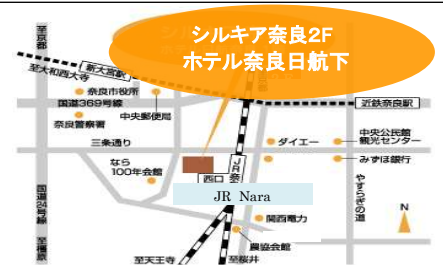 シルキア奈良2F
ホテル奈良日航下
至京都
至大和西大寺
新大宮駅
奈良市役所
国道369号線
中央郵便局
近鉄奈良駅
奈良警察署
三条通り
ダイエー
中央公民館
観光センター
みずほ銀行
なら
100年会館
西口
JR奈
JR Nara
やすらぎの道
国道24号線
関西電力
農協会館
N
至橿原
至天王寺
至桜井